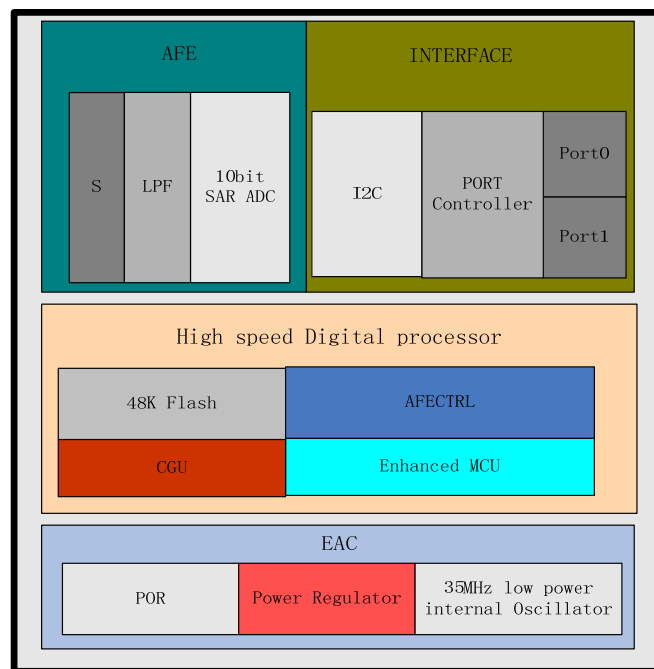 AFE
INTERFACE
S
LPF
10bit
SAR ADC
I2C
PORT
Controller
Port0
Port1
High speed Digital processor
48K Flash
AFECTRL
CGU
Enhanced MCU
EAC
POR
Power Regulator
35MHz low power
internal Oscillator